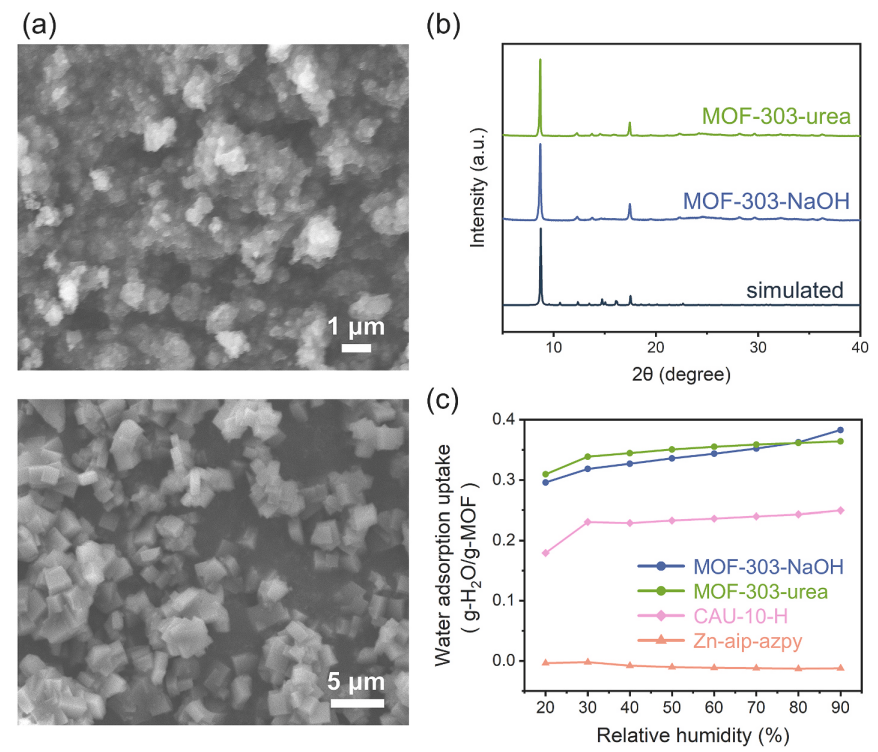 (a)
1 μm
5 μm
(b)
Intensity (a.u.)
MOF-303-urea
MOF-303-NaOH
simulated
10 20 30 40
2θ (degree)
(c)
Water adsorption uptake
( g-H₂O/g-MOF )
0.4
0.3
0.2
0.1
0.0
MOF-303-NaOH
MOF-303-urea
CAU-10-H
Zn-aip-azpy
20 30 40 50 60 70 80 90
Relative humidity (%)